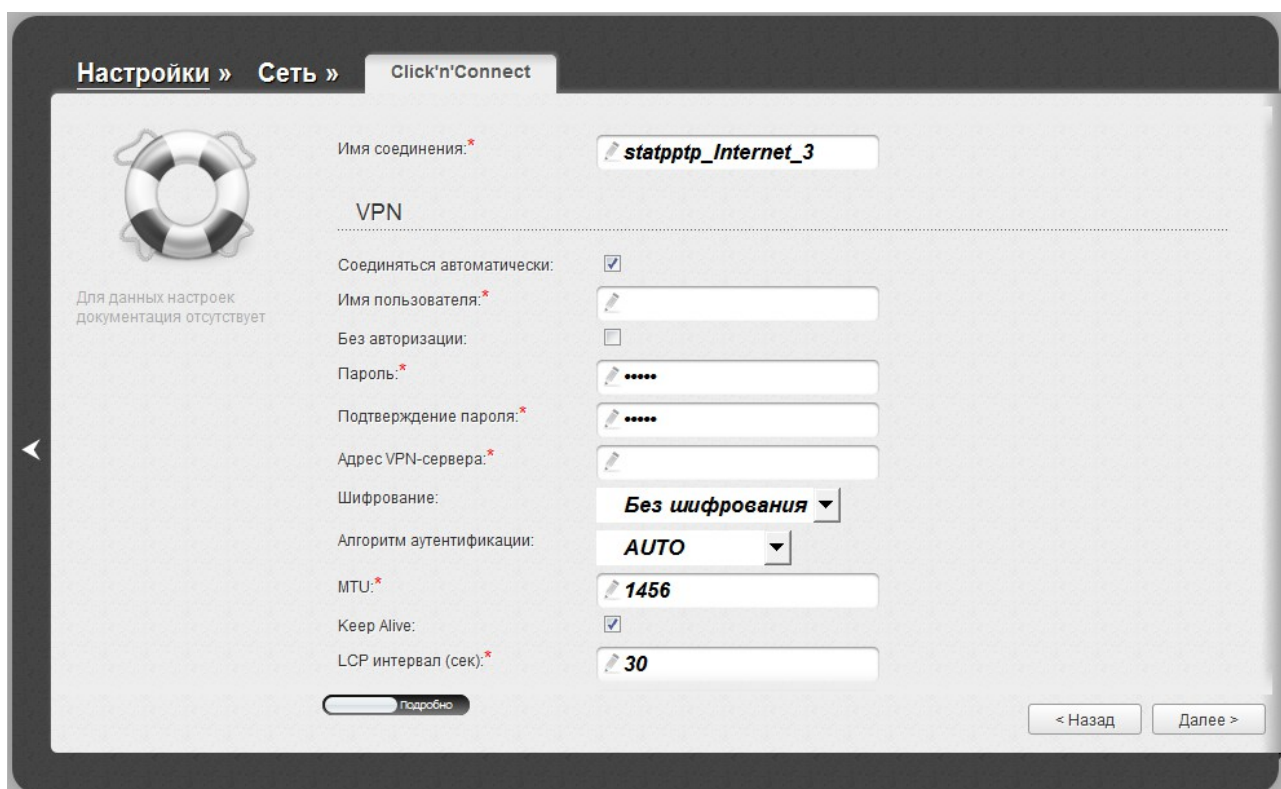 Настройки » Сеть » Click'n'Connect
Имя соединения:* statpptp_Internet_3
VPN
Соединяться автоматически:
Для данных настроек
документация отсутствует
Имя пользователя:*
Без авторизации:
Пароль:* •••••
Подтверждение пароля:* •••••
Адрес VPN-сервера:*
Шифрование: Без шифрования
Алгоритм аутентификации: AUTO
MTU:* 1456
Keep Alive:
LCP интервал (сек):* 30
Подробно
< Назад Далее >